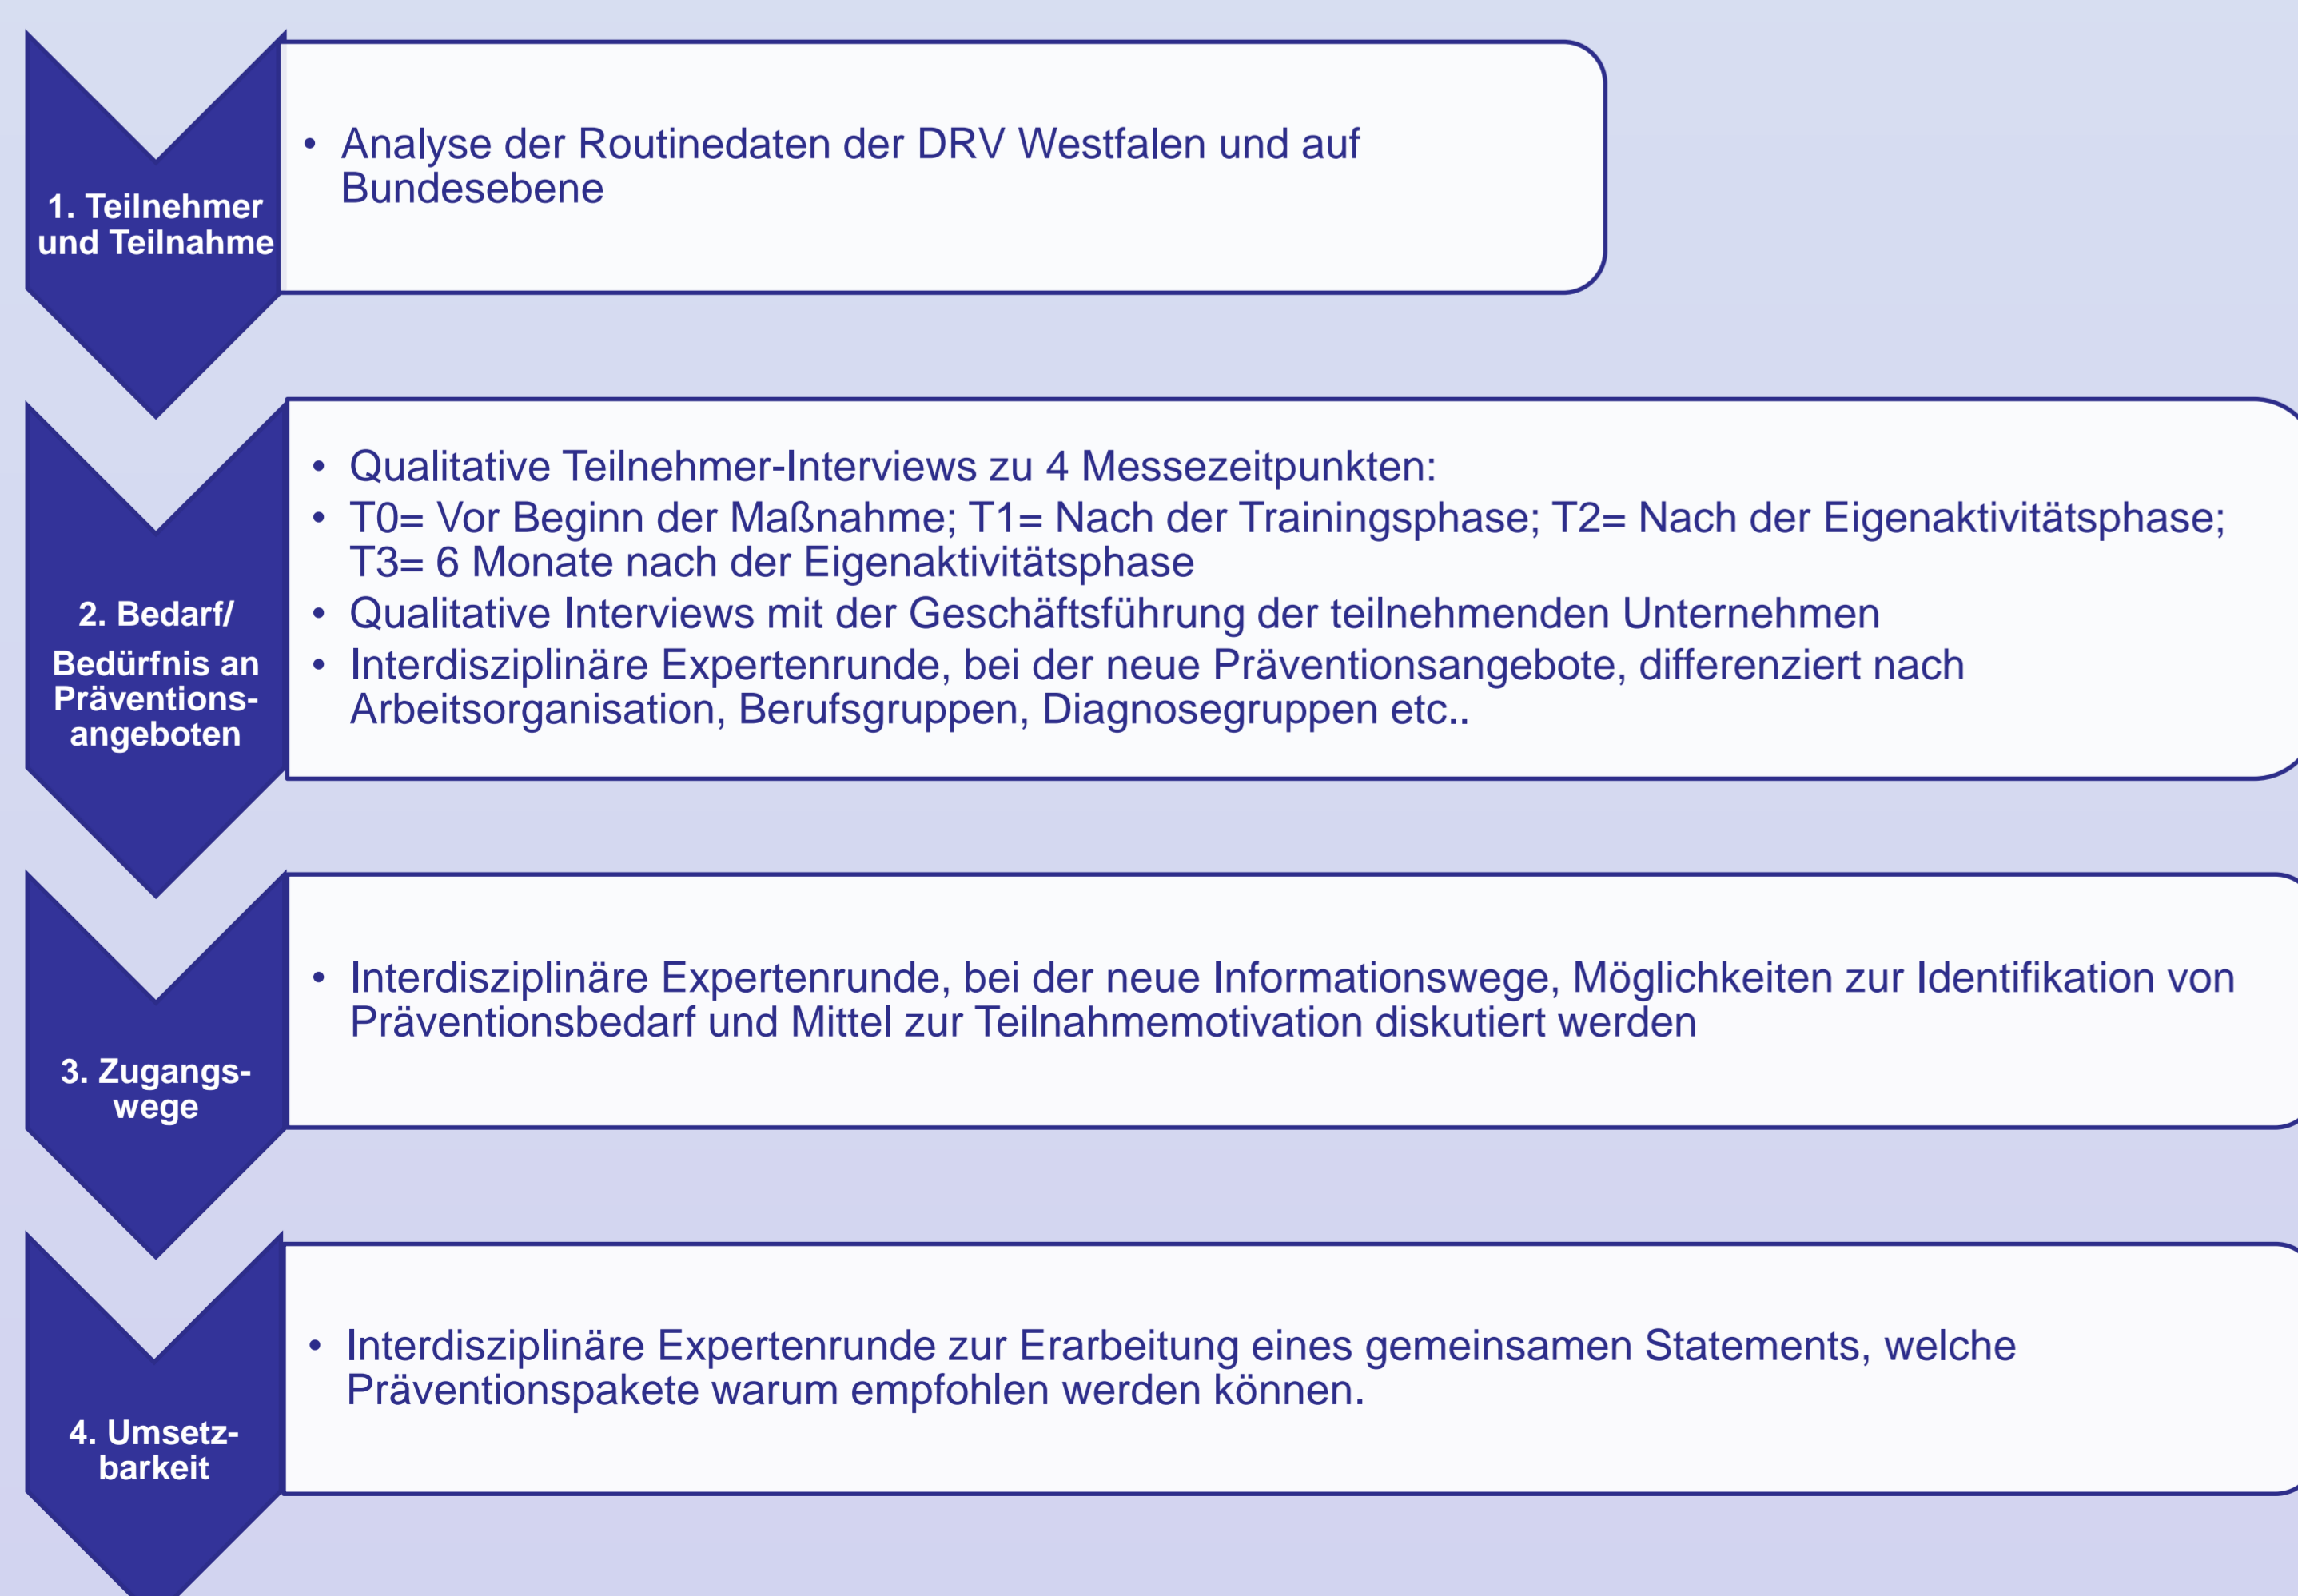 1. Teilnehmer
und Teilnahme
• Analyse der Routinedaten der DRV Westfalen und auf
Bundesebene
2. Bedarf/
Bedürfnis an
Präventions-
angeboten
• Qualitative Teilnehmer-Interviews zu 4 Messezeitpunkten:
• T0= Vor Beginn der Maßnahme; T1= Nach der Trainingsphase; T2= Nach der Eigenaktivitätsphase;
T3= 6 Monate nach der Eigenaktivitätsphase
• Qualitative Interviews mit der Geschäftsführung der teilnehmenden Unternehmen
• Interdisziplinäre Expertenrunde, bei der neue Präventionsangebote, differenziert nach
Arbeitsorganisation, Berufsgruppen, Diagnosegruppen etc..
3. Zugangs-
wege
• Interdisziplinäre Expertenrunde, bei der neue Informationswege, Möglichkeiten zur Identifikation von
Präventionsbedarf und Mittel zur Teilnahmemotivation diskutiert werden
4. Umsetz-
barkeit
• Interdisziplinäre Expertenrunde zur Erarbeitung eines gemeinsamen Statements, welche
Präventionspakete warum empfohlen werden können.